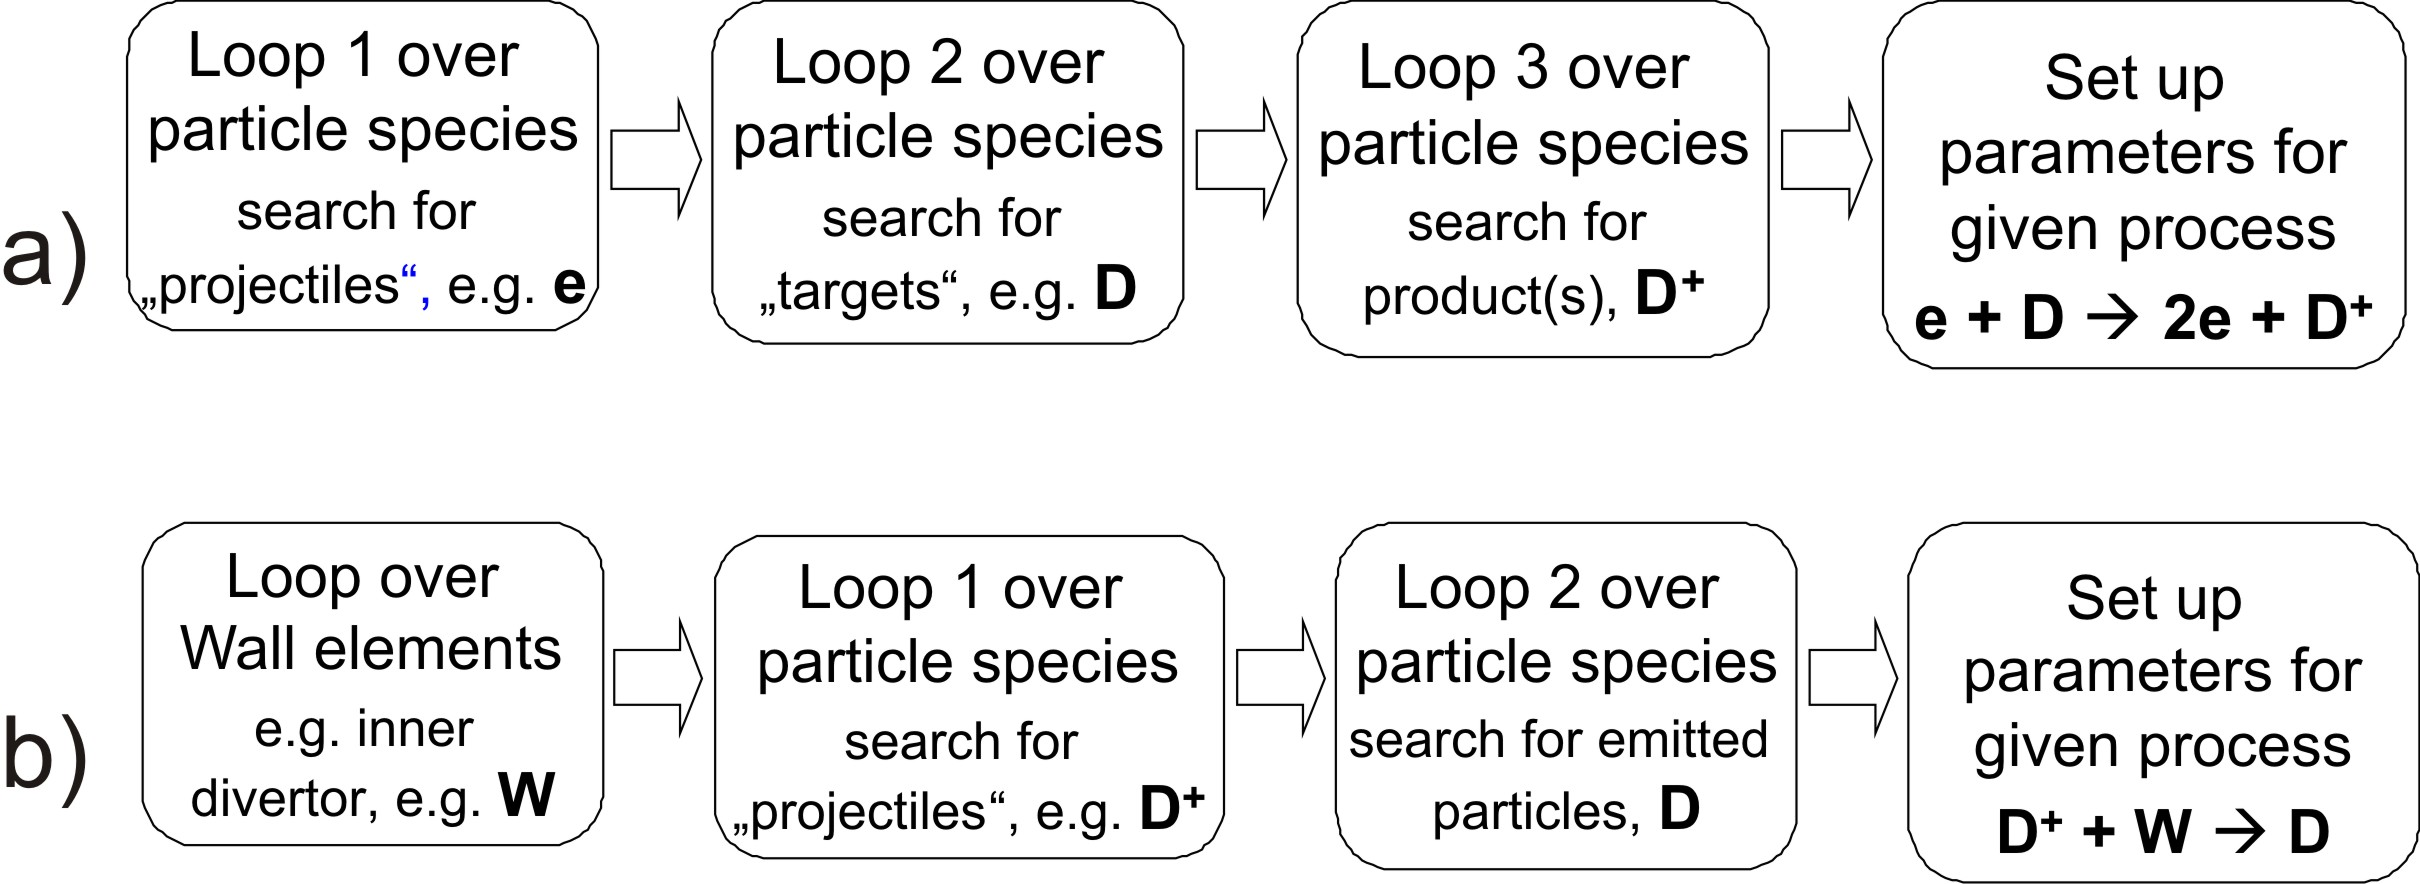 a)
Loop 1 over
particle species
search for
„projectiles“, e.g. e
Loop 2 over
particle species
search for
„targets“, e.g. D
Loop 3 over
particle species
search for
product(s), D⁺
Set up
parameters for
given process
e + D → 2e + D⁺
b)
Loop over
Wall elements
e.g. inner
divertor, e.g. W
Loop 1 over
particle species
search for
„projectiles“, e.g. D⁺
Loop 2 over
particle species
search for emitted
particles, D
Set up
parameters for
given process
D⁺ + W → D